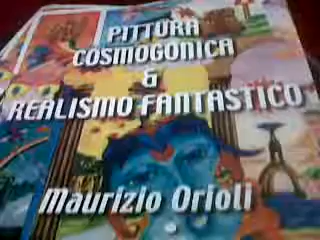 PITTURA
COSMOGONICA
&
REALISMO FANTASTICO
Maurizio Orioli